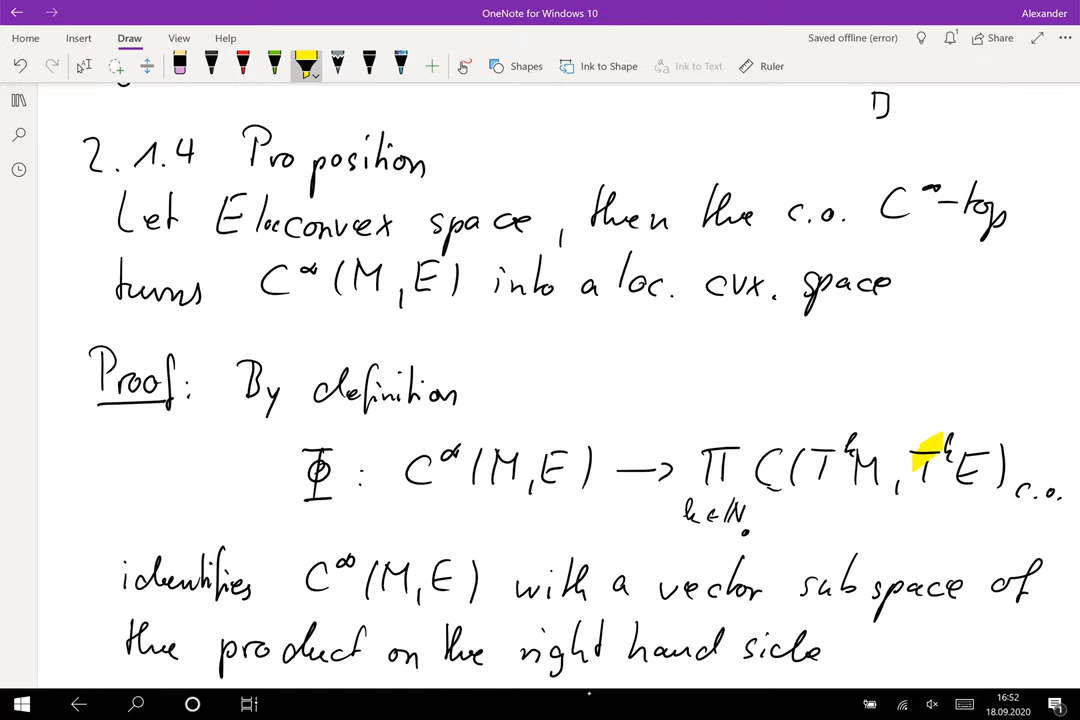 OneNote for Windows 10
Alexander
Home Insert Draw View Help
Saved offline (error)
Share
Shapes
Ink to Shape
Ink to Text
Ruler
2.1.4 Proposition
Let E locconvex space, then the c.o. C^∞-top
turns C^∞(M,E) into a loc. cvx. space
Proof: By definition
Φ : C^∞(M,E) → ∏_{k∈ℕ_0} C(T^kM, T^kE)_{c.o.}
identifies C^∞(M,E) with a vector subspace of
the product on the right hand side
16:52
18.09.2020